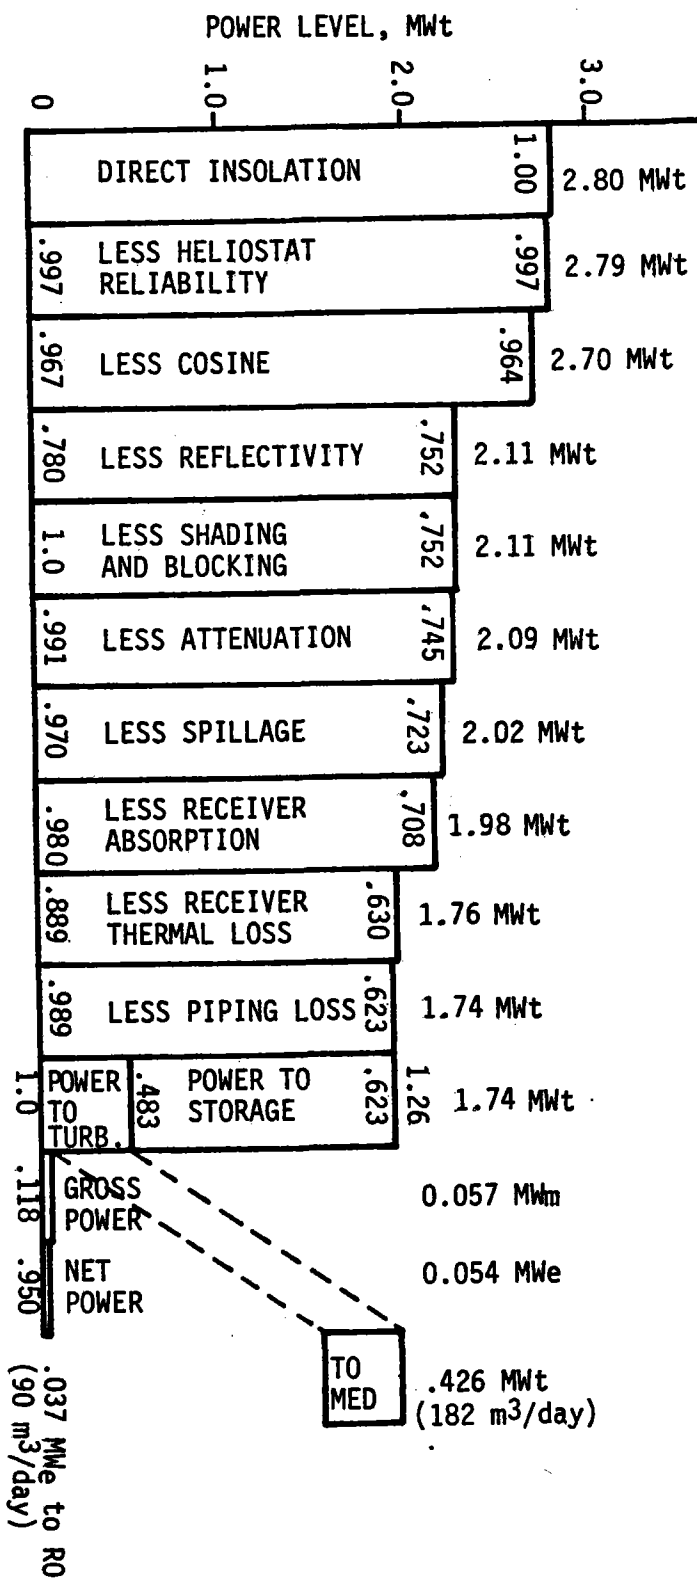 POWER LEVEL, MWt
0 1.0 2.0 3.0
DIRECT INSOLATION 1.00 2.80 MWt
.997 LESS HELIOSTAT
RELIABILITY .997 2.79 MWt
.967 LESS COSINE .964 2.70 MWt
.780 LESS REFLECTIVITY .752 2.11 MWt
1.0 LESS SHADING
AND BLOCKING .752 2.11 MWt
.991 LESS ATTENUATION .745 2.09 MWt
.970 LESS SPILLAGE .723 2.02 MWt
.980 LESS RECEIVER
ABSORPTION .708 1.98 MWt
.889 LESS RECEIVER
THERMAL LOSS .630 1.76 MWt
.989 LESS PIPING LOSS .623 1.74 MWt
1.0 POWER
TO
TURB. .483 POWER TO
STORAGE .623 1.26 1.74 MWt
.118 GROSS
POWER 0.057 MWm
.950 NET
POWER 0.054 MWe
TO
MED .426 MWt
(182 m3/day)
.037 MWe to RO
(90 m3/day)